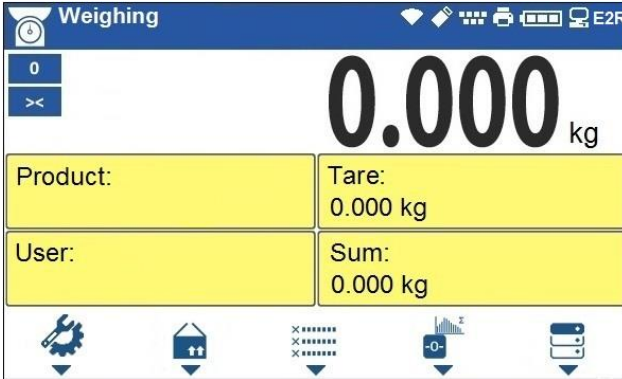 Weighing
E2R
0
><
0.000 kg
Product:
Tare:
0.000 kg
User:
Sum:
0.000 kg
-0-
Σ